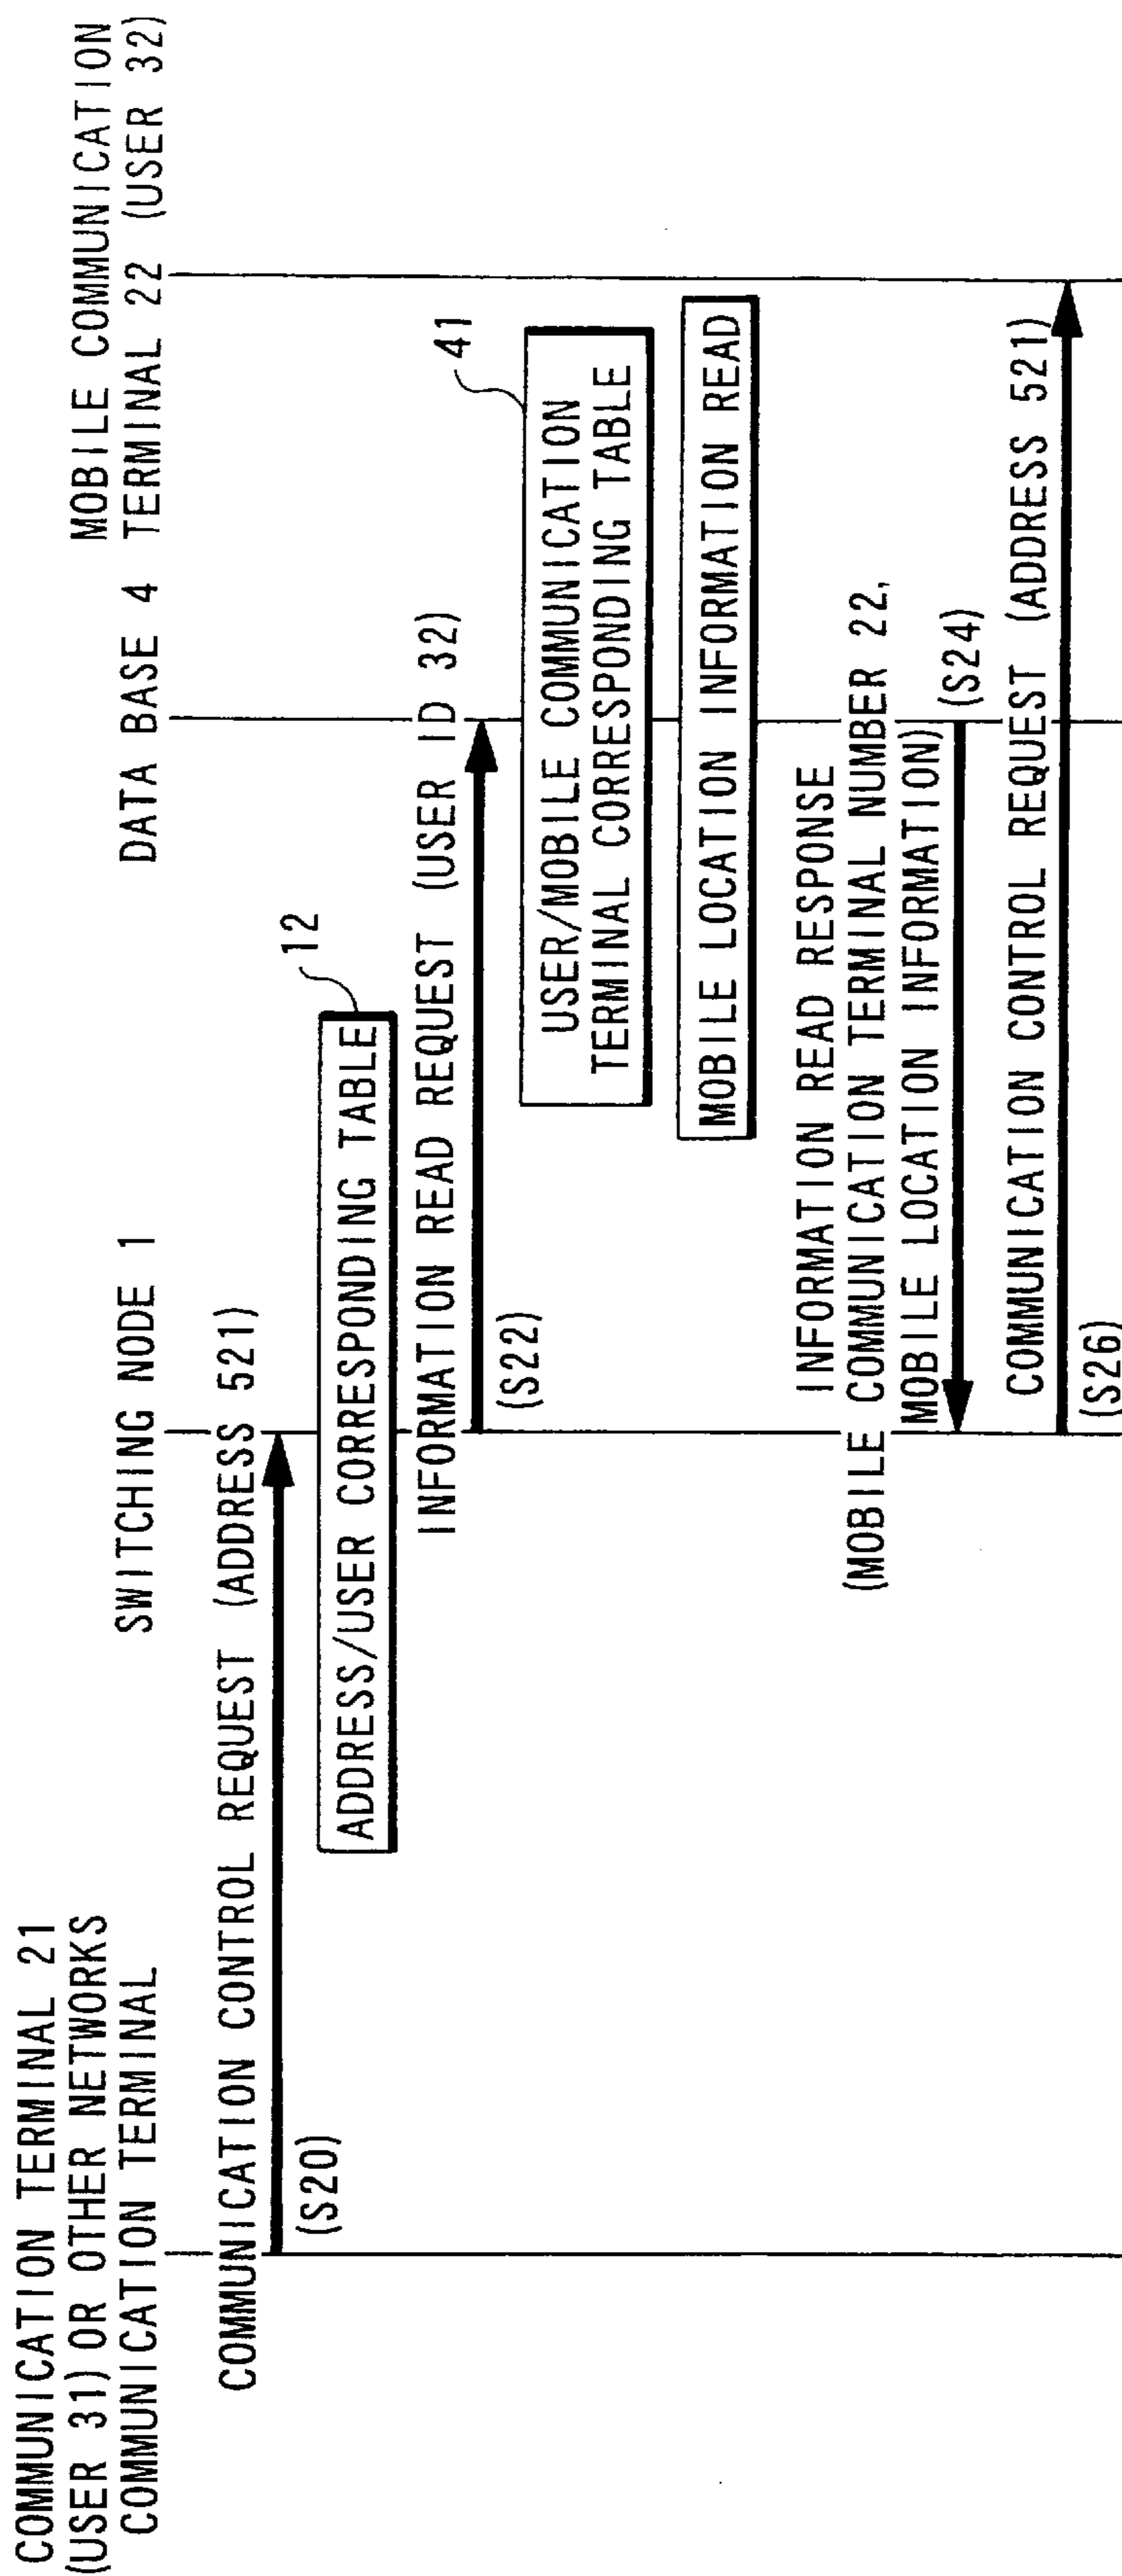 COMMUNICATION TERMINAL 21
(USER 31) OR OTHER NETWORKS
COMMUNICATION TERMINAL
SWITCHING NODE 1
DATA BASE 4
MOBILE COMMUNICATION
TERMINAL 22 (USER 32)
COMMUNICATION CONTROL REQUEST (ADDRESS 521)
(S20)
ADDRESS/USER CORRESPONDING TABLE
12
INFORMATION READ REQUEST (USER ID 32)
(S22)
41
USER/MOBILE COMMUNICATION
TERMINAL CORRESPONDING TABLE
MOBILE LOCATION INFORMATION READ
INFORMATION READ RESPONSE
(MOBILE COMMUNICATION TERMINAL NUMBER 22,
MOBILE LOCATION INFORMATION)
(S24)
COMMUNICATION CONTROL REQUEST (ADDRESS 521)
(S26)